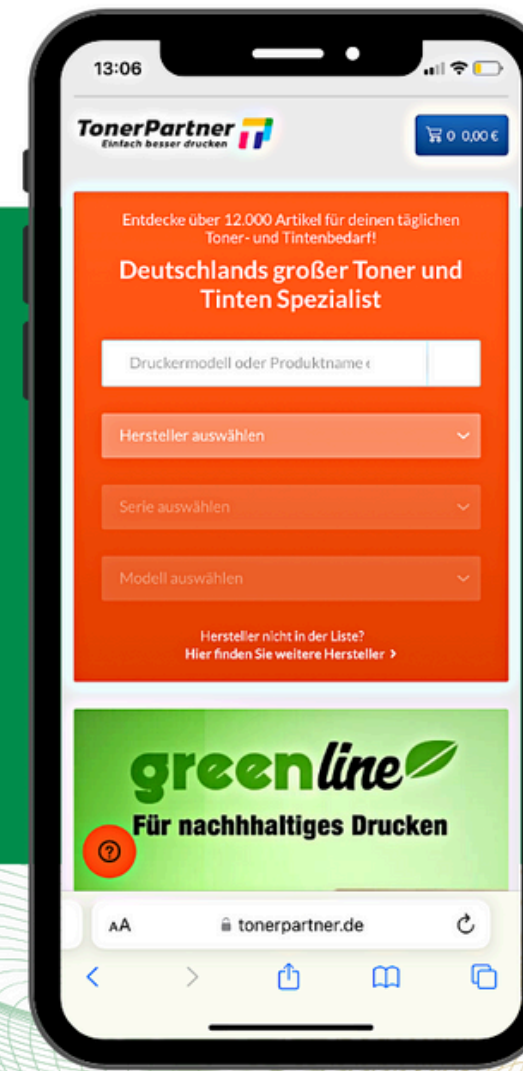 13:06
TonerPartner
Einfach besser drucken
0 0,00 €
Entdecke über 12.000 Artikel für deinen täglichen
Toner- und Tintenbedarf!
Deutschlands großer Toner und
Tinten Spezialist
Druckermodell oder Produktname e
Hersteller auswählen
Serie auswählen
Modell auswählen
Hersteller nicht in der Liste?
Hier finden Sie weitere Hersteller >
greenline
Für nachhhaltiges Drucken
?
AA
tonerpartner.de